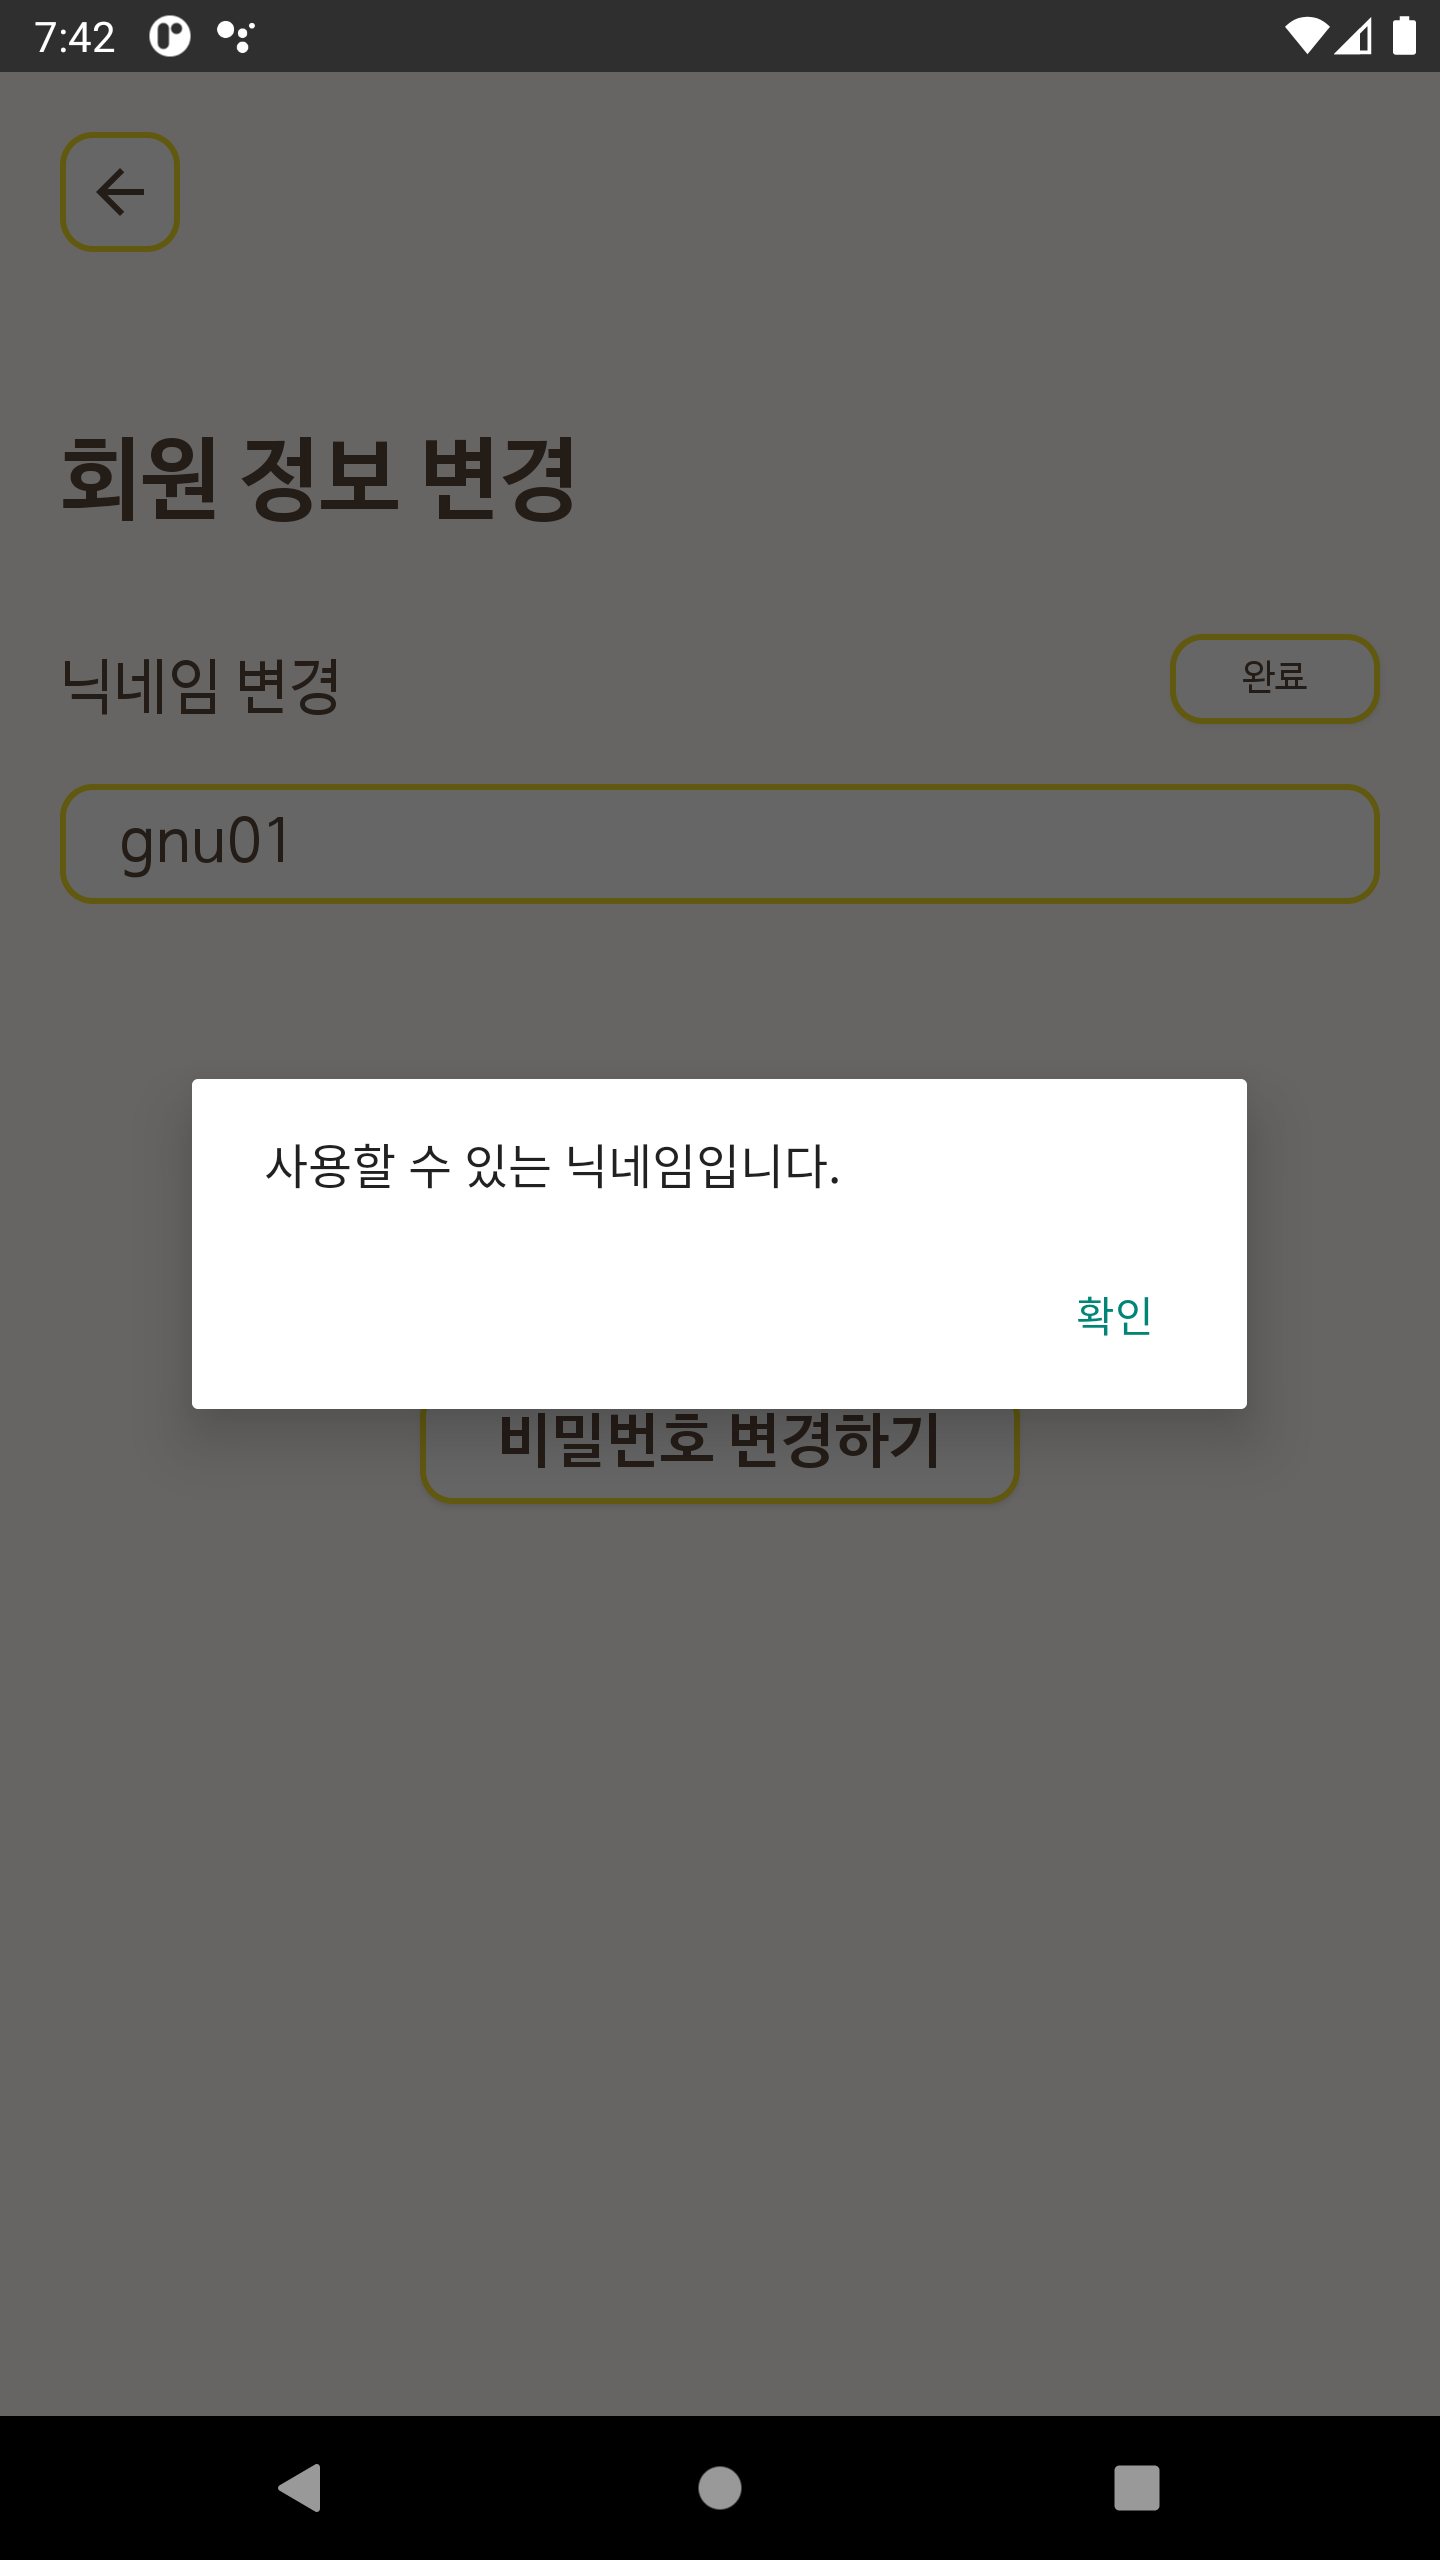 7:42
회원 정보 변경
닉네임 변경
완료
gnu01
사용할 수 있는 닉네임입니다.
확인
비밀번호 변경하기